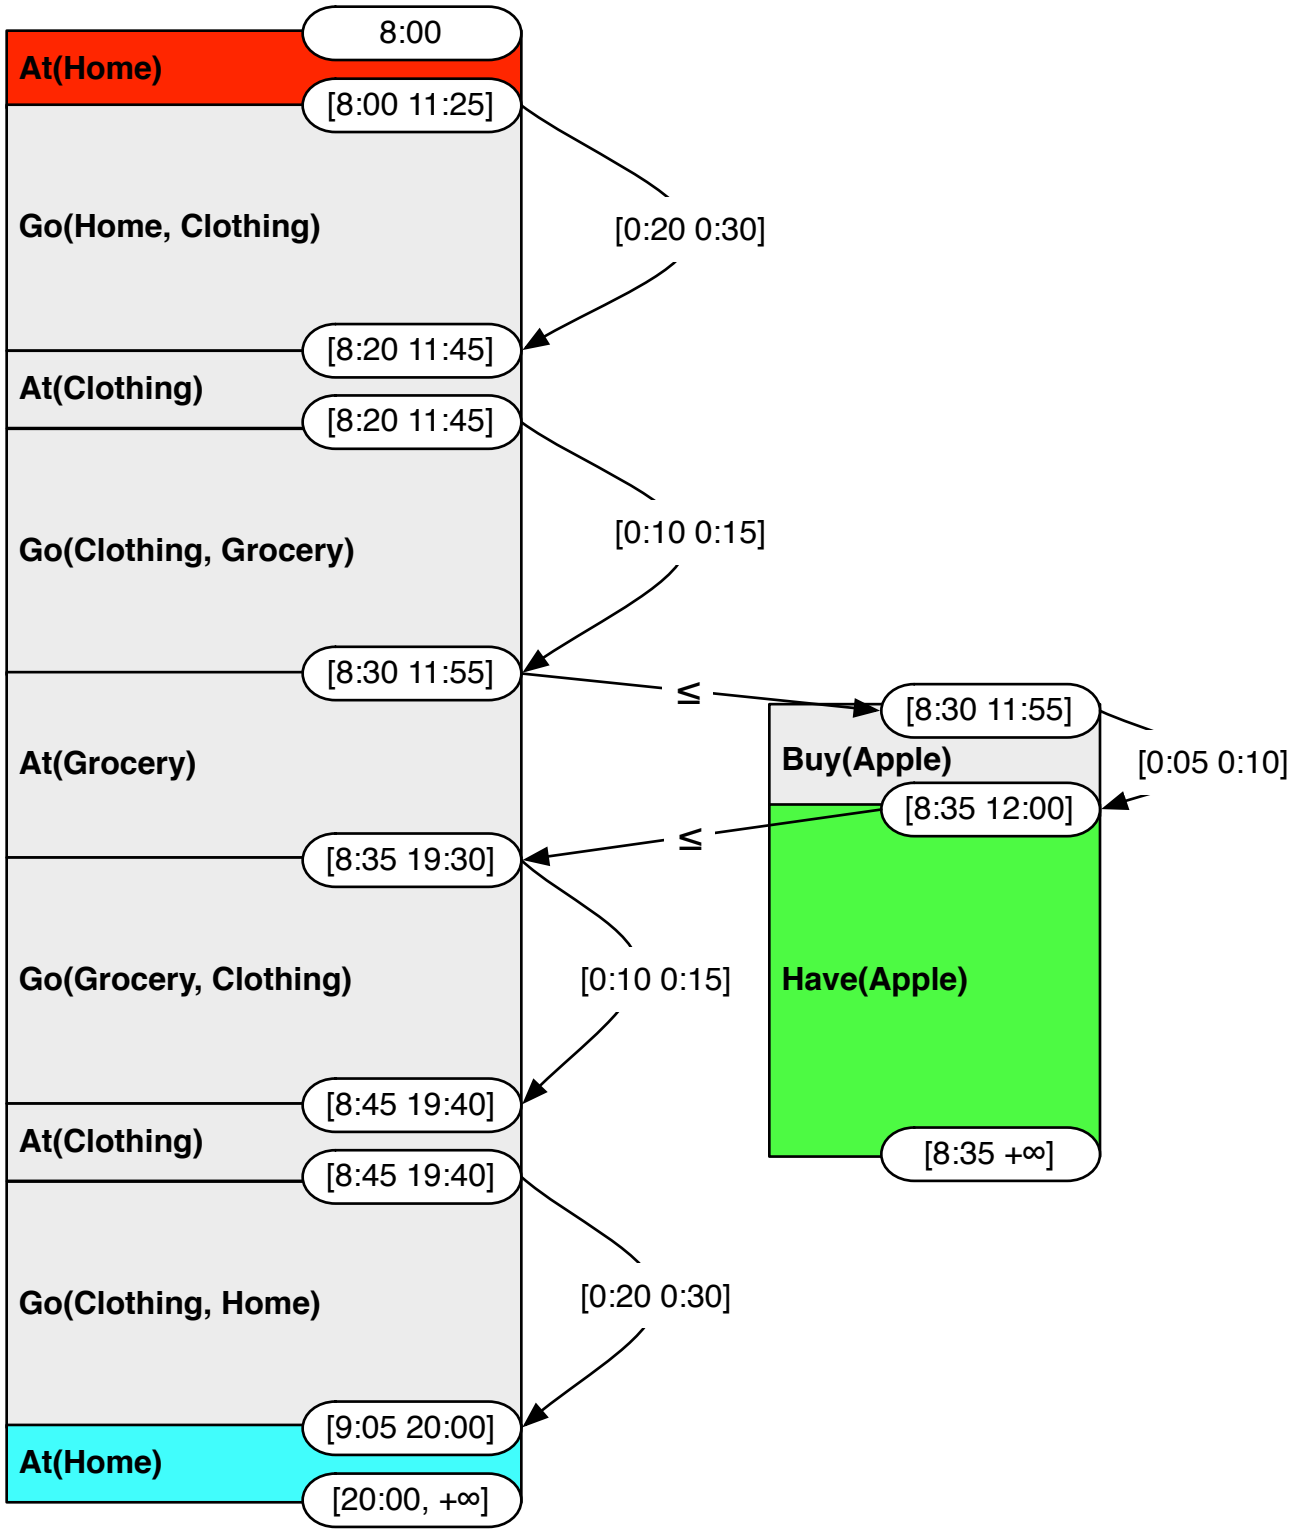 8:00
At(Home)
[8:00 11:25]
Go(Home, Clothing)
[0:20 0:30]
[8:20 11:45]
At(Clothing)
[8:20 11:45]
[0:10 0:15]
Go(Clothing, Grocery)
[8:30 11:55]
≤
[8:30 11:55]
At(Grocery)
Buy(Apple)
[0:05 0:10]
[8:35 12:00]
≤
[8:35 19:30]
Go(Grocery, Clothing)
[0:10 0:15]
Have(Apple)
[8:45 19:40]
At(Clothing)
[8:35 +∞]
[8:45 19:40]
Go(Clothing, Home)
[0:20 0:30]
[9:05 20:00]
At(Home)
[20:00, +∞]